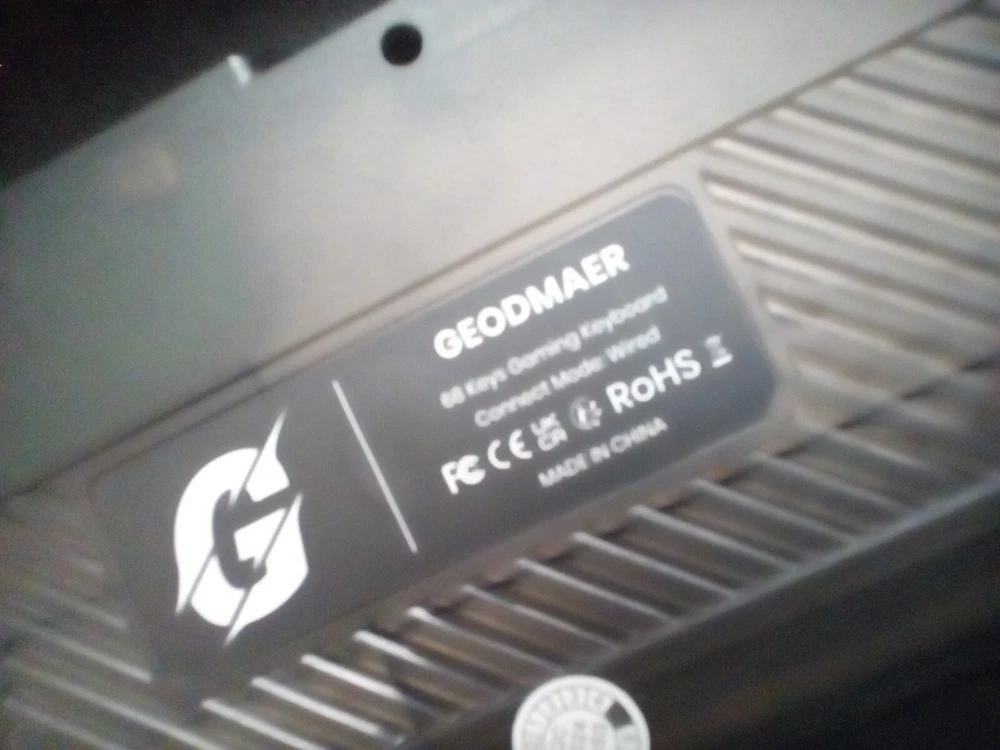 GEODMAER
68 Keys Gaming Keyboard
Connect Mode: Wired
FC CE UK CA RoHS
MADE IN CHINA
G